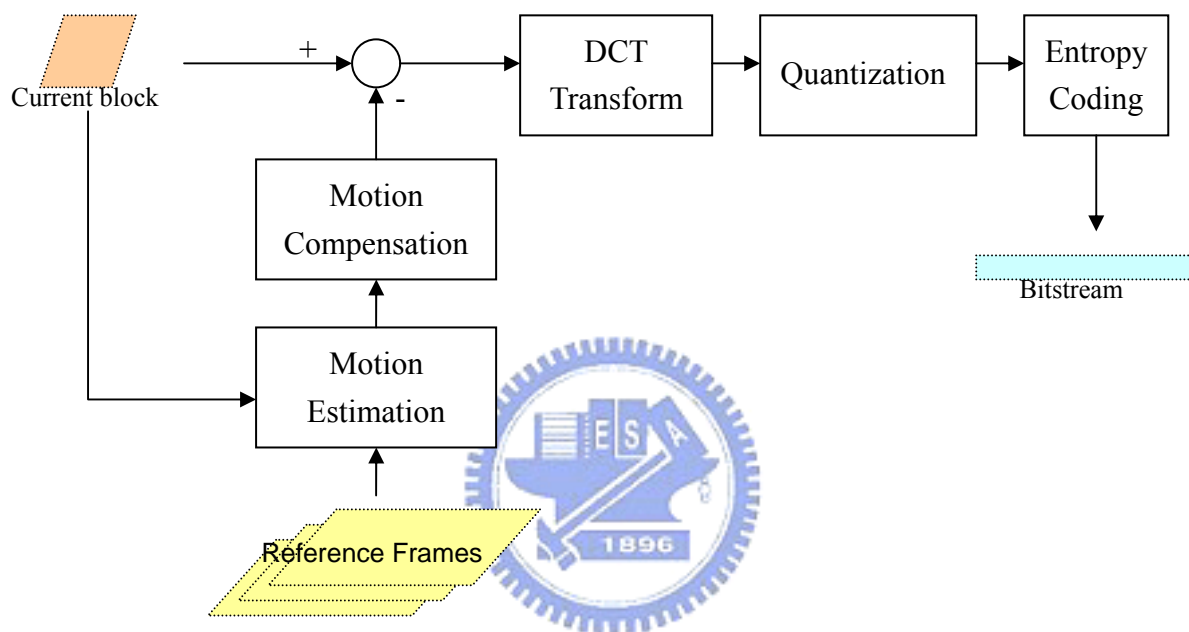 +
DCT
Transform
Quantization
Entropy
Coding
Current block
-
Motion
Compensation
Bitstream
Motion
Estimation
E S A
Reference Frames
1896